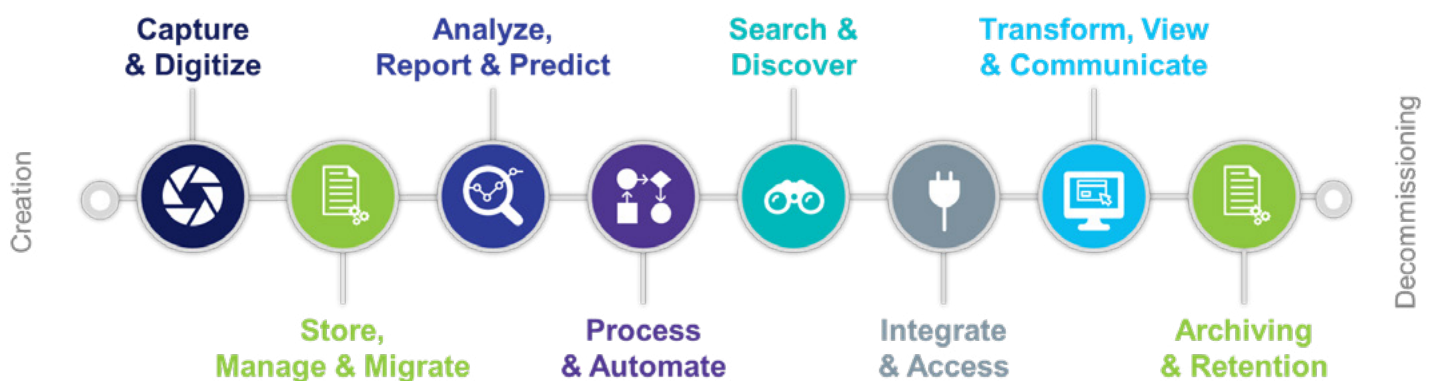 Creation
Capture
& Digitize
Store,
Manage & Migrate
Analyze,
Report & Predict
Process
& Automate
Search &
Discover
Integrate
& Access
Transform, View
& Communicate
Archiving
& Retention
Decommissioning